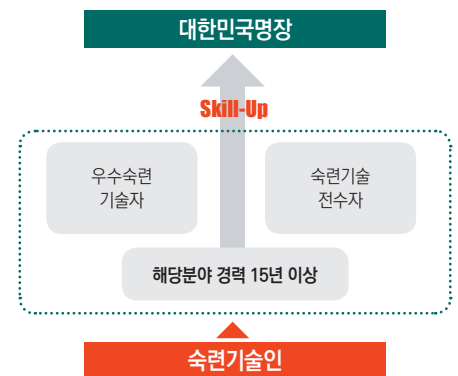 대한민국명장
Skill-Up
우수숙련
기술자
숙련기술
전수자
해당분야 경력 15년 이상
숙련기술인